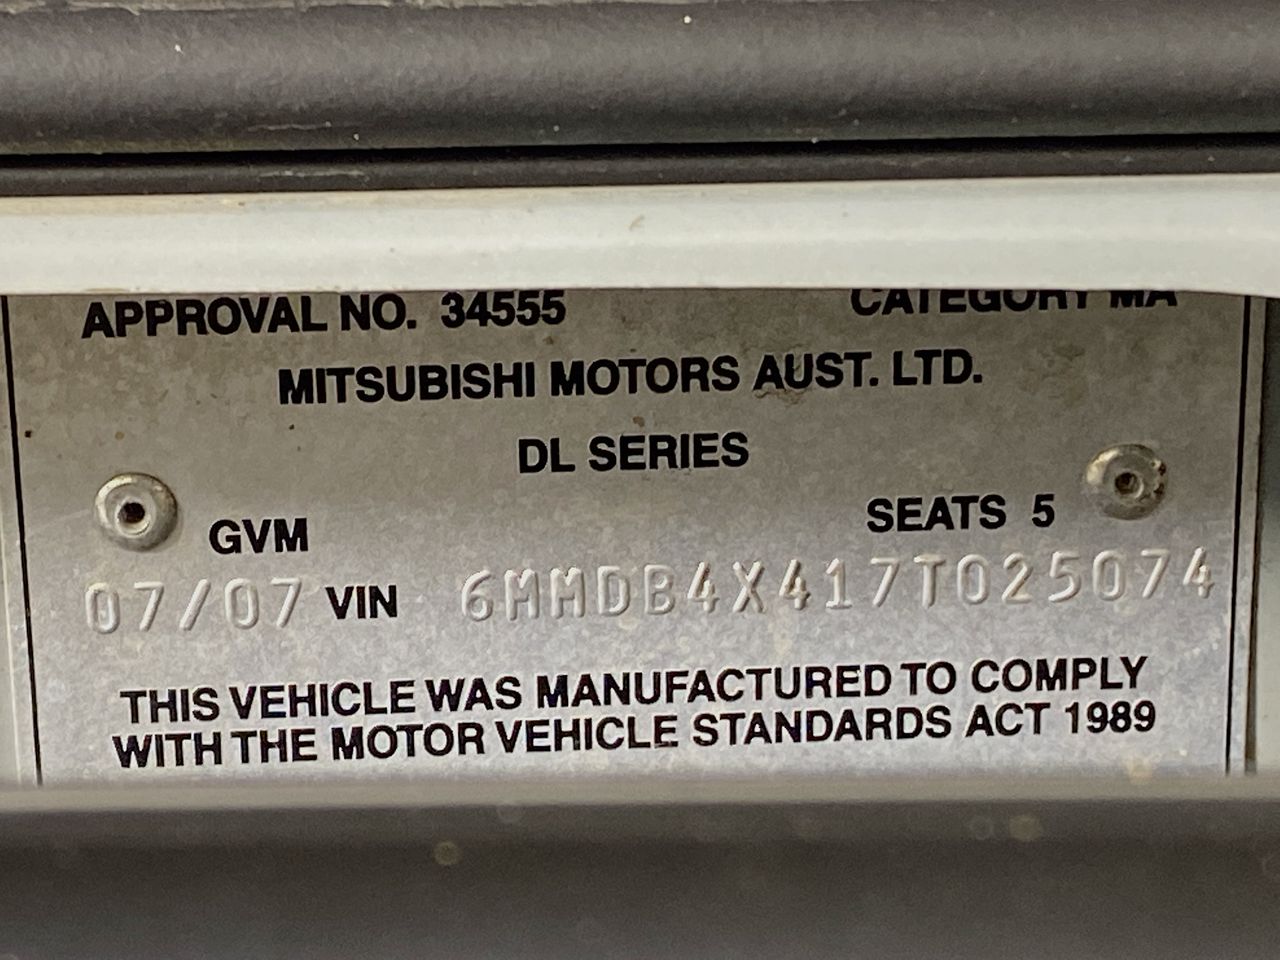 APPROVAL NO. 34555 CATEGORY MA
MITSUBISHI MOTORS AUST. LTD.
DL SERIES
GVM SEATS 5
07/07 VIN 6MMDB4X417T025074
THIS VEHICLE WAS MANUFACTURED TO COMPLY
WITH THE MOTOR VEHICLE STANDARDS ACT 1989